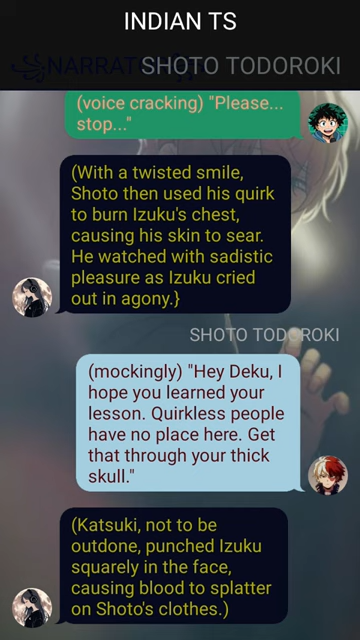 INDIAN TS
SHOTO TODOROKI
(voice cracking) "Please...
stop..."
(With a twisted smile,
Shoto then used his quirk
to burn Izuku's chest,
causing his skin to sear.
He watched with sadistic
pleasure as Izuku cried
out in agony.}
SHOTO TODOROKI
(mockingly) "Hey Deku, I
hope you learned your
lesson. Quirkless people
have no place here. Get
that through your thick
skull."
(Katsuki, not to be
outdone, punched Izuku
squarely in the face,
causing blood to splatter
on Shoto's clothes.)